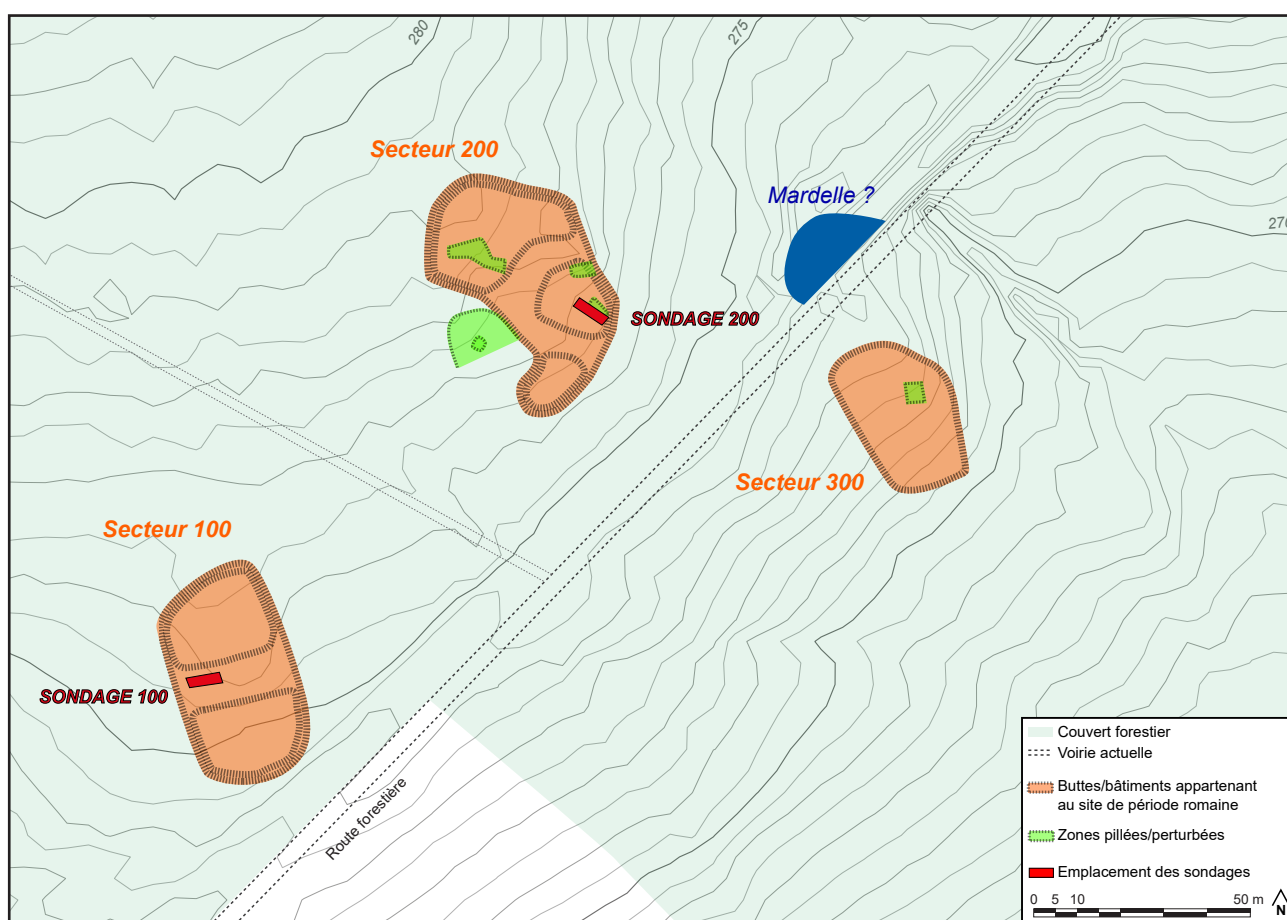 280
275
Secteur 200
Mardelle ?
270
SONDAGE 200
Secteur 300
Secteur 100
SONDAGE 100
Route forestière
Couvert forestier
Voirie actuelle
Buttes/bâtiments appartenant
au site de période romaine
Zones pillées/perturbées
Emplacement des sondages
0 5 10 50 m
N